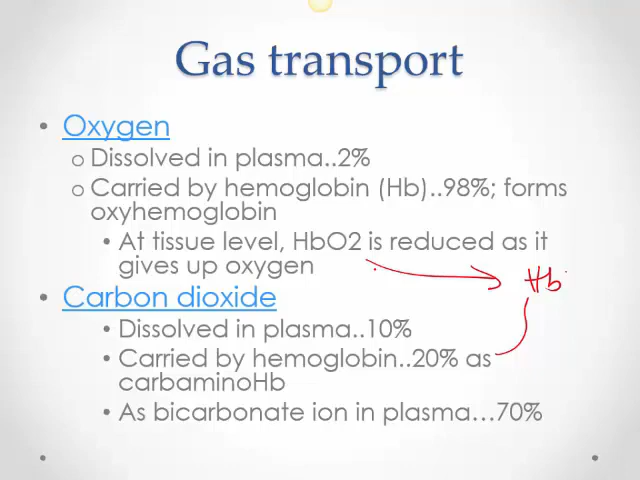 Gas transport
• Oxygen
o Dissolved in plasma..2%
o Carried by hemoglobin (Hb)..98%; forms
oxyhemoglobin
• At tissue level, HbO2 is reduced as it
gives up oxygen
Hb
• Carbon dioxide
• Dissolved in plasma..10%
• Carried by hemoglobin..20% as
carbaminoHb
• As bicarbonate ion in plasma…70%